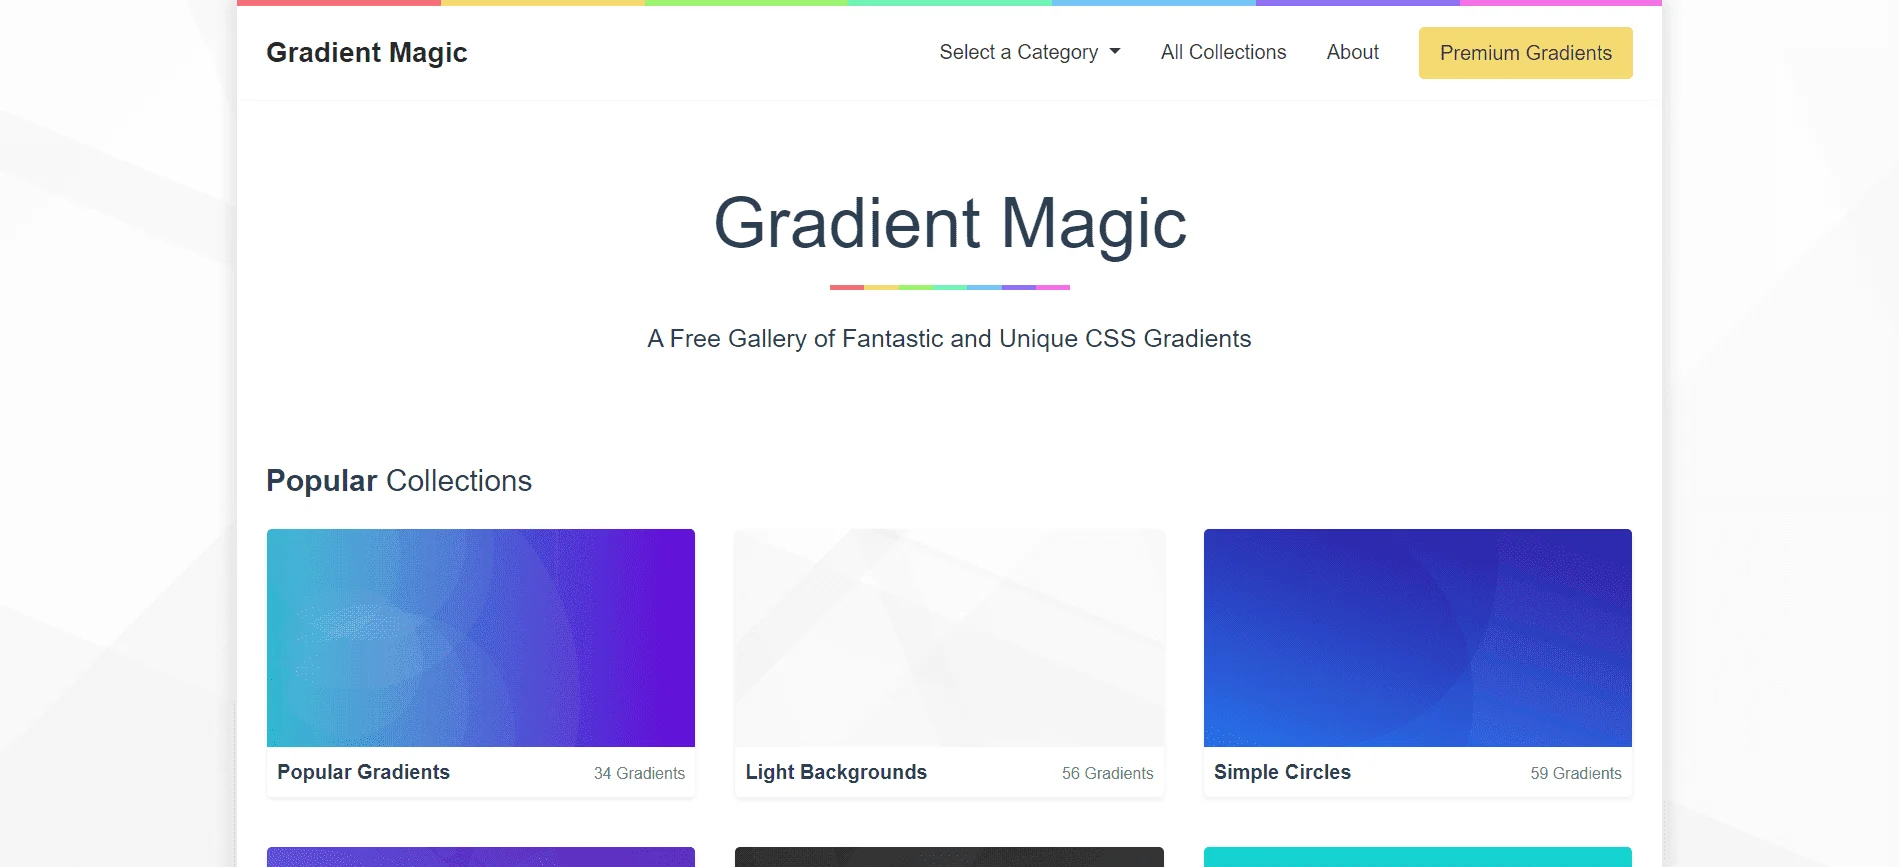 Gradient Magic
Select a Category
All Collections
About
Premium Gradients
Gradient Magic
A Free Gallery of Fantastic and Unique CSS Gradients
Popular Collections
Popular Gradients
34 Gradients
Light Backgrounds
56 Gradients
Simple Circles
59 Gradients